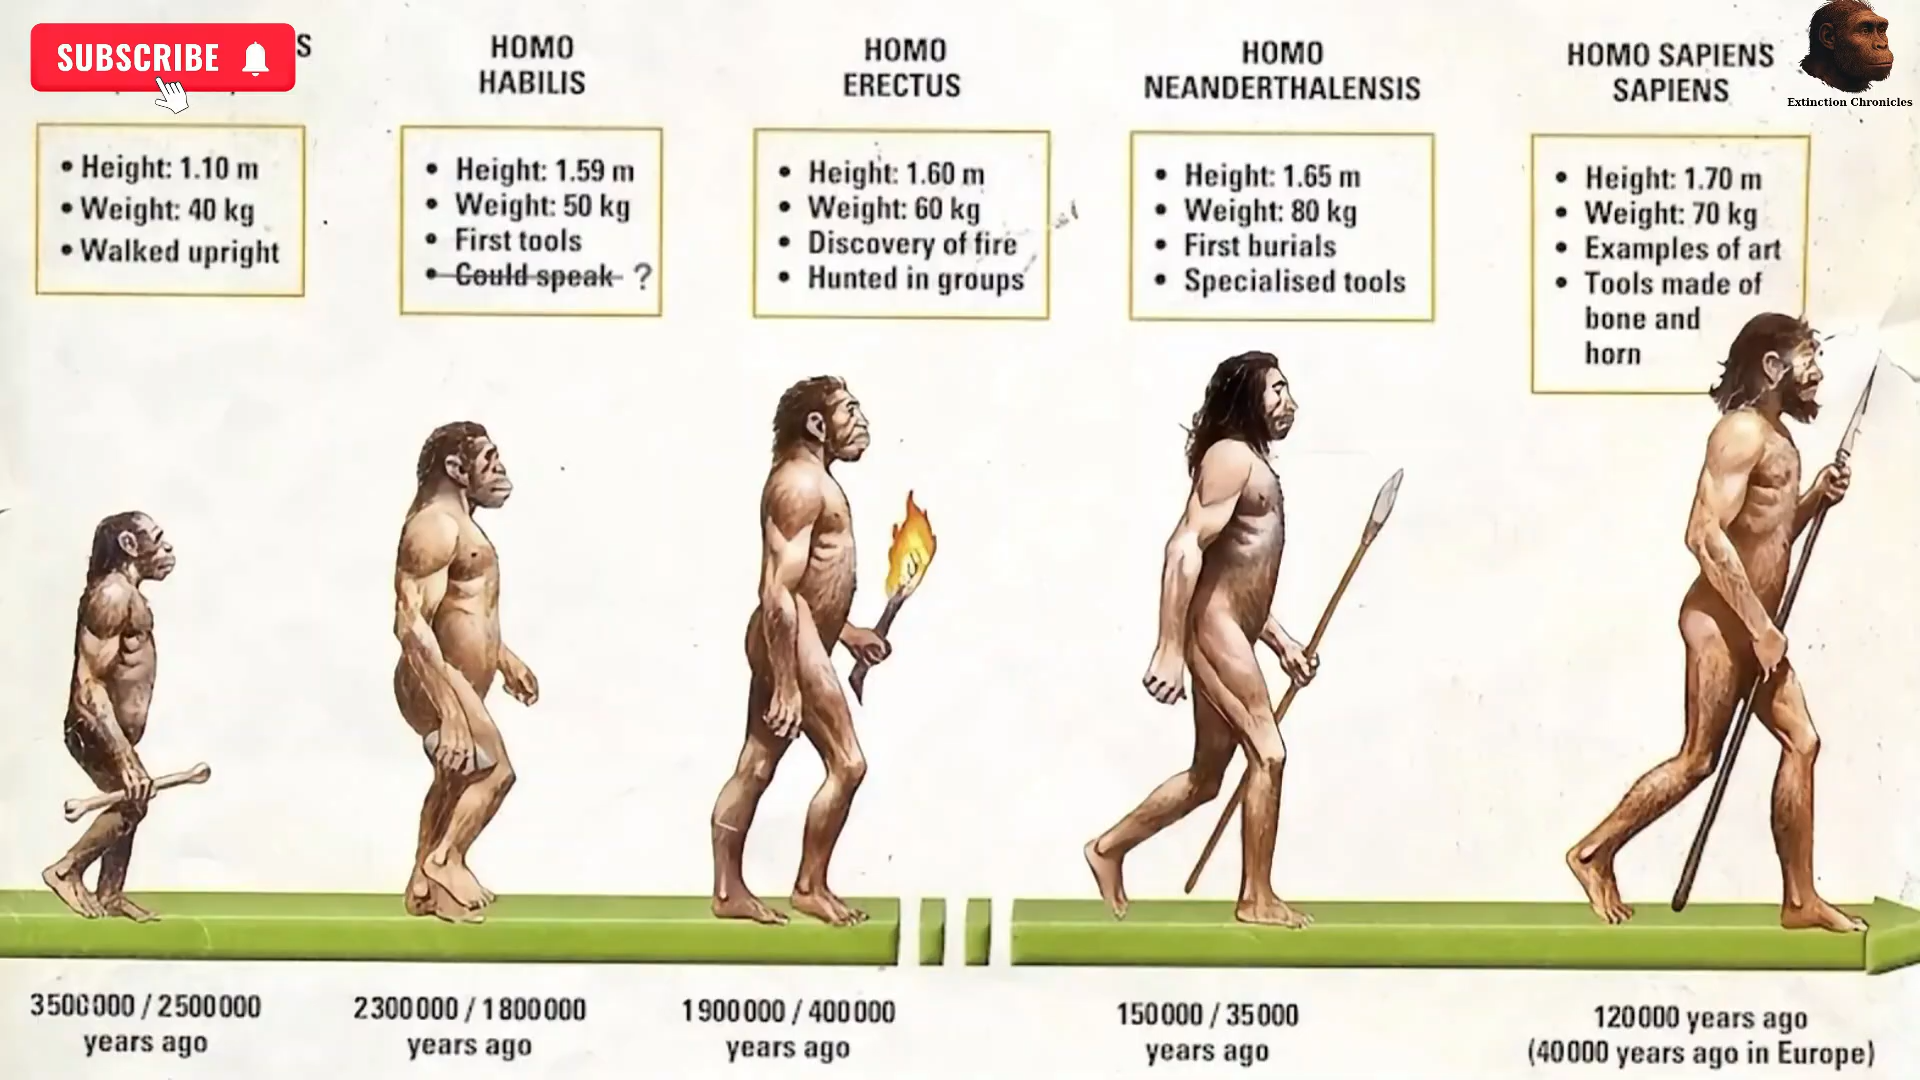 SUBSCRIBE
S
• Height: 1.10 m
• Weight: 40 kg
• Walked upright
3500000 / 2500000
years ago
HOMO
HABILIS
• Height: 1.59 m
• Weight: 50 kg
• First tools
• Could speak ?
2300000 / 1800000
years ago
HOMO
ERECTUS
• Height: 1.60 m
• Weight: 60 kg
• Discovery of fire
• Hunted in groups
1900000 / 400000
years ago
HOMO
NEANDERTHALENSIS
• Height: 1.65 m
• Weight: 80 kg
• First burials
• Specialised tools
150000 / 35000
years ago
HOMO SAPIENS
SAPIENS
• Height: 1.70 m
• Weight: 70 kg
• Examples of art
• Tools made of
bone and
horn
120000 years ago
(40000 years ago in Europe)
Extinction Chronicles